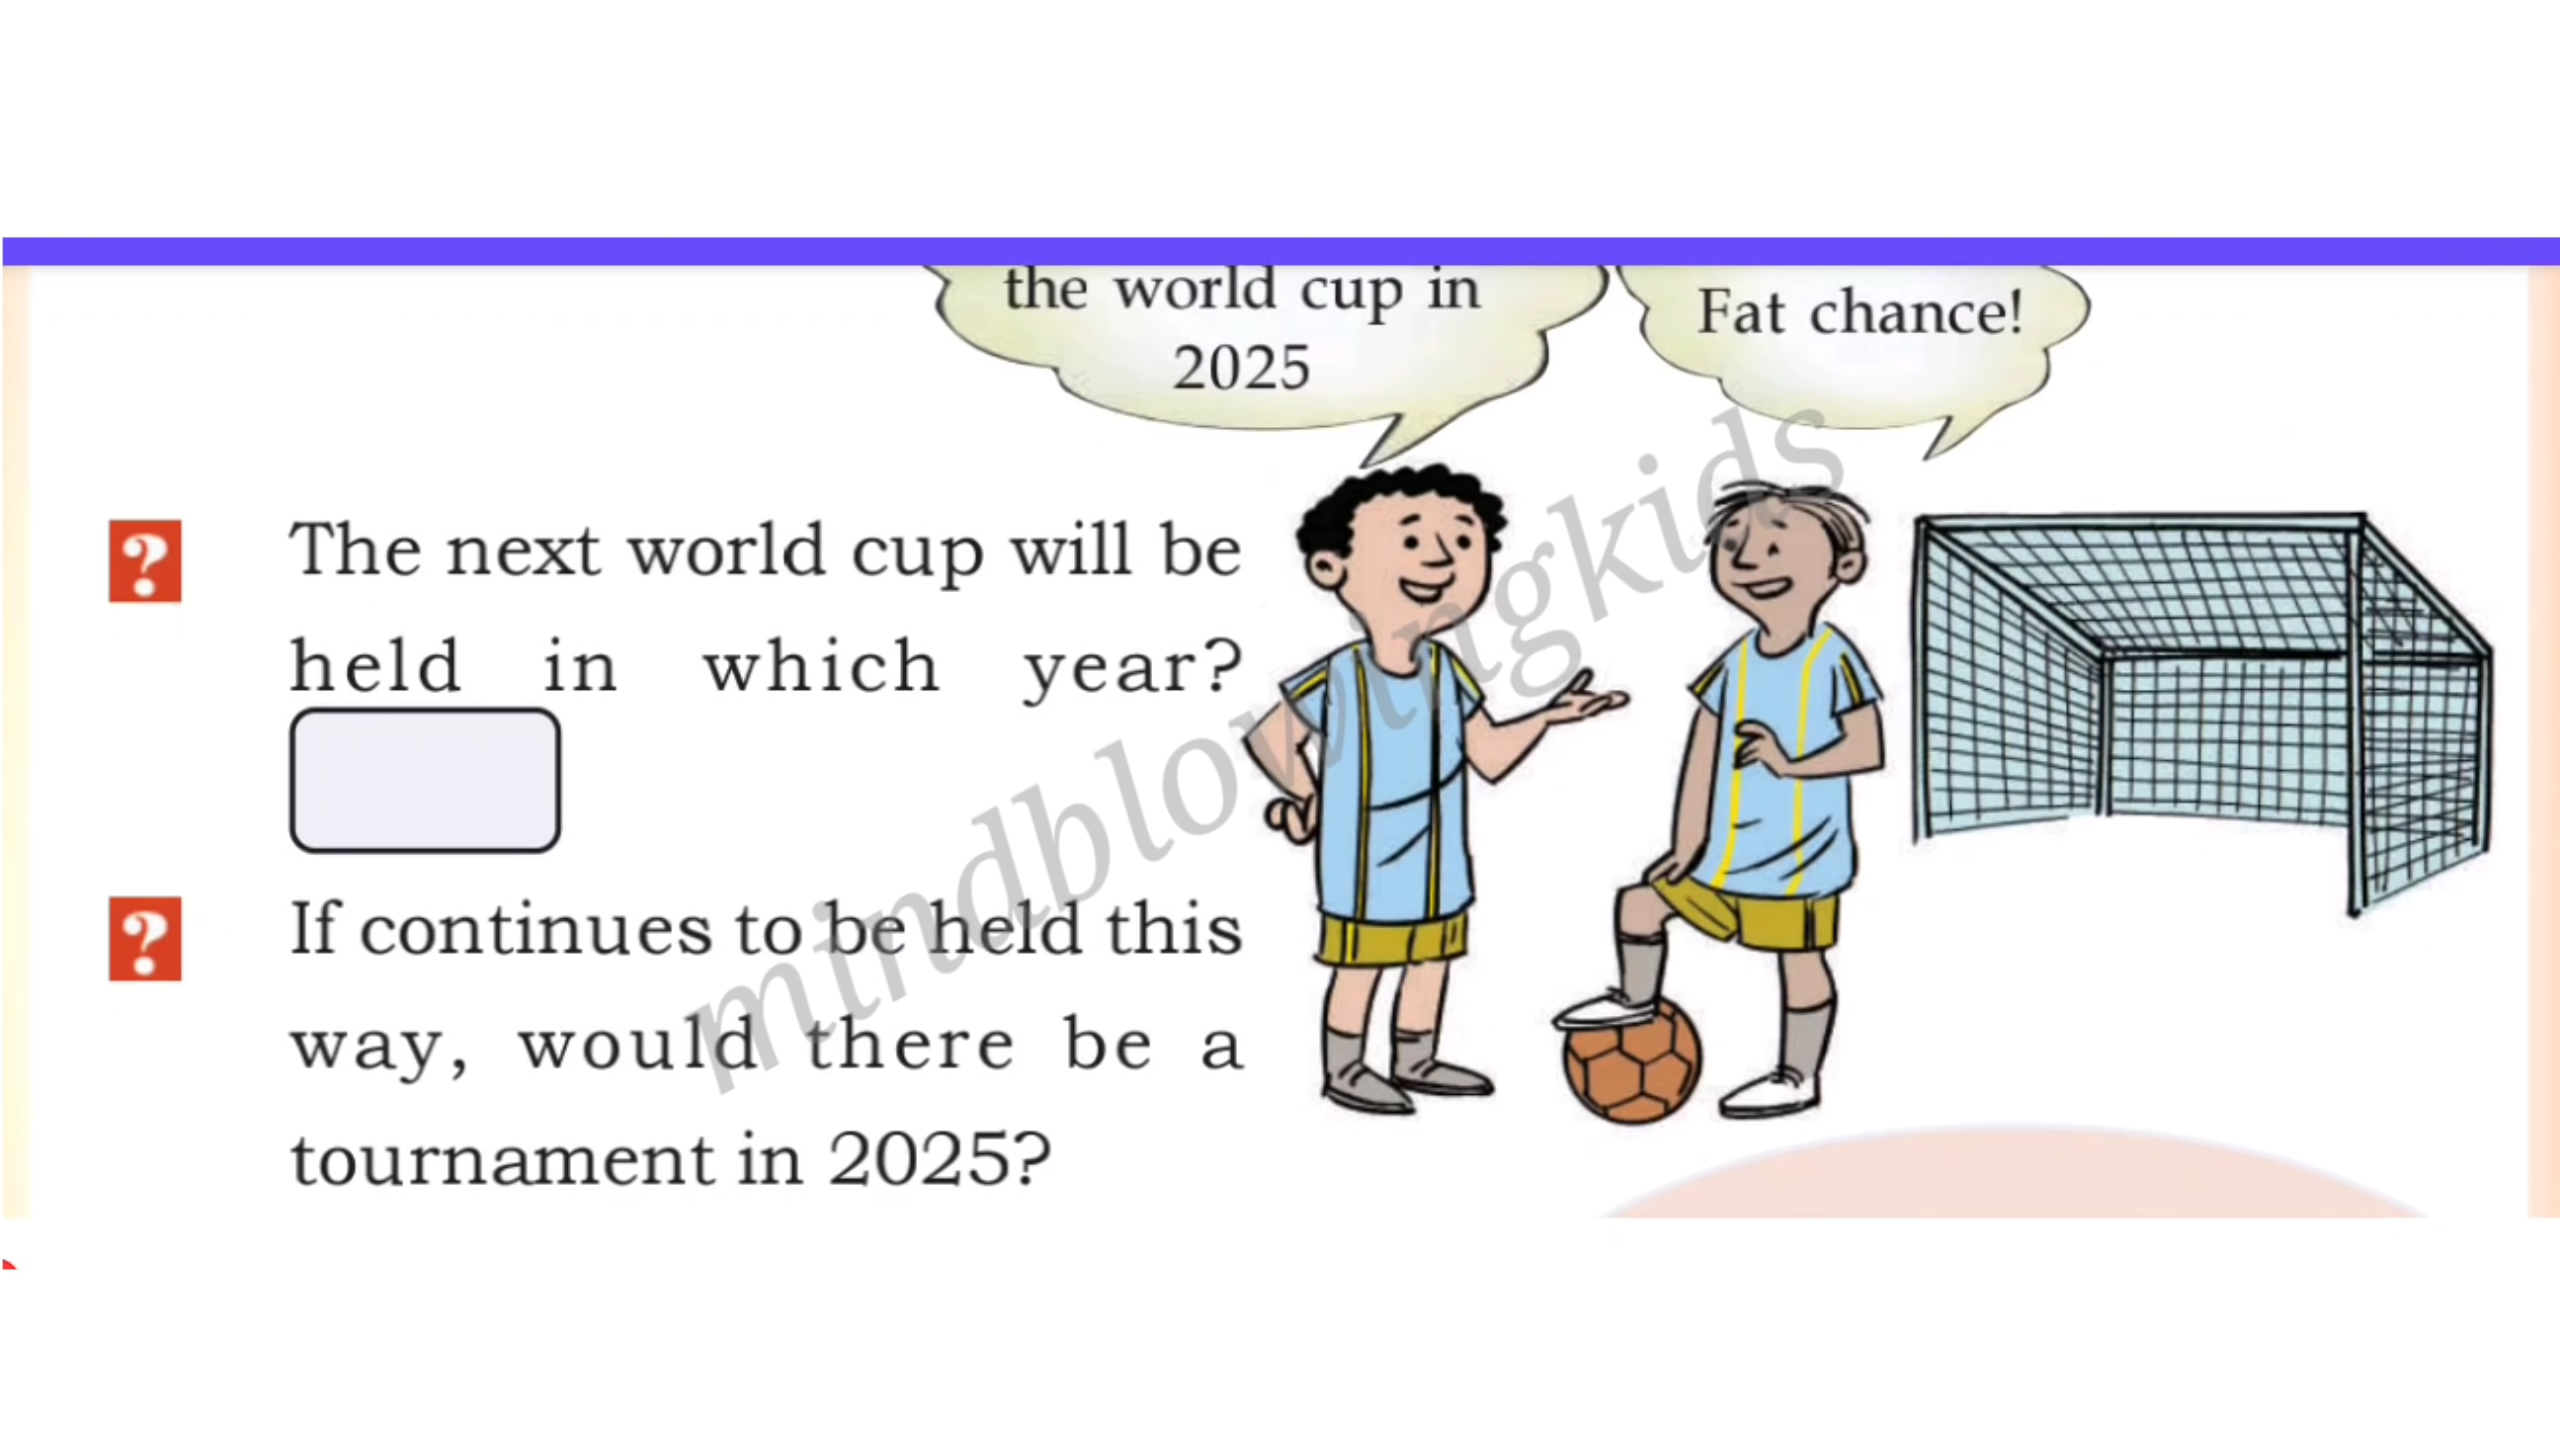 the world cup in
2025
Fat chance!
? The next world cup will be
held in which year?
? If continues to be held this
way, would there be a
tournament in 2025?
mindblowingkids